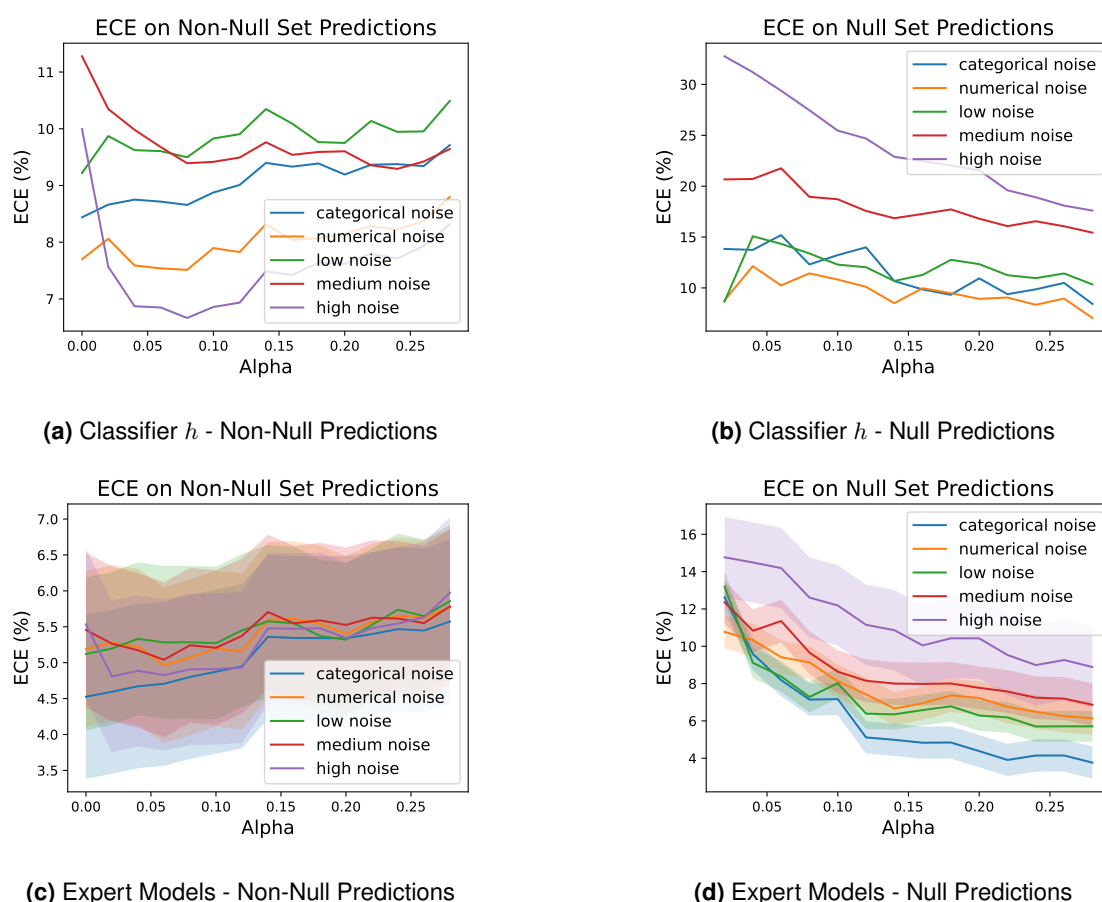 ECE on Non-Null Set Predictions
ECE (%)
11
10
9
8
7
categorical noise
numerical noise
low noise
medium noise
high noise
0.00 0.05 0.10 0.15 0.20 0.25
Alpha
(a) Classifier h - Non-Null Predictions
ECE on Null Set Predictions
ECE (%)
30
25
20
15
10
categorical noise
numerical noise
low noise
medium noise
high noise
0.05 0.10 0.15 0.20 0.25
Alpha
(b) Classifier h - Null Predictions
ECE on Non-Null Set Predictions
ECE (%)
7.0
6.5
6.0
5.5
5.0
4.5
4.0
3.5
categorical noise
numerical noise
low noise
medium noise
high noise
0.00 0.05 0.10 0.15 0.20 0.25
Alpha
(c) Expert Models - Non-Null Predictions
ECE on Null Set Predictions
ECE (%)
16
14
12
10
8
6
4
categorical noise
numerical noise
low noise
medium noise
high noise
0.05 0.10 0.15 0.20 0.25
Alpha
(d) Expert Models - Null Predictions